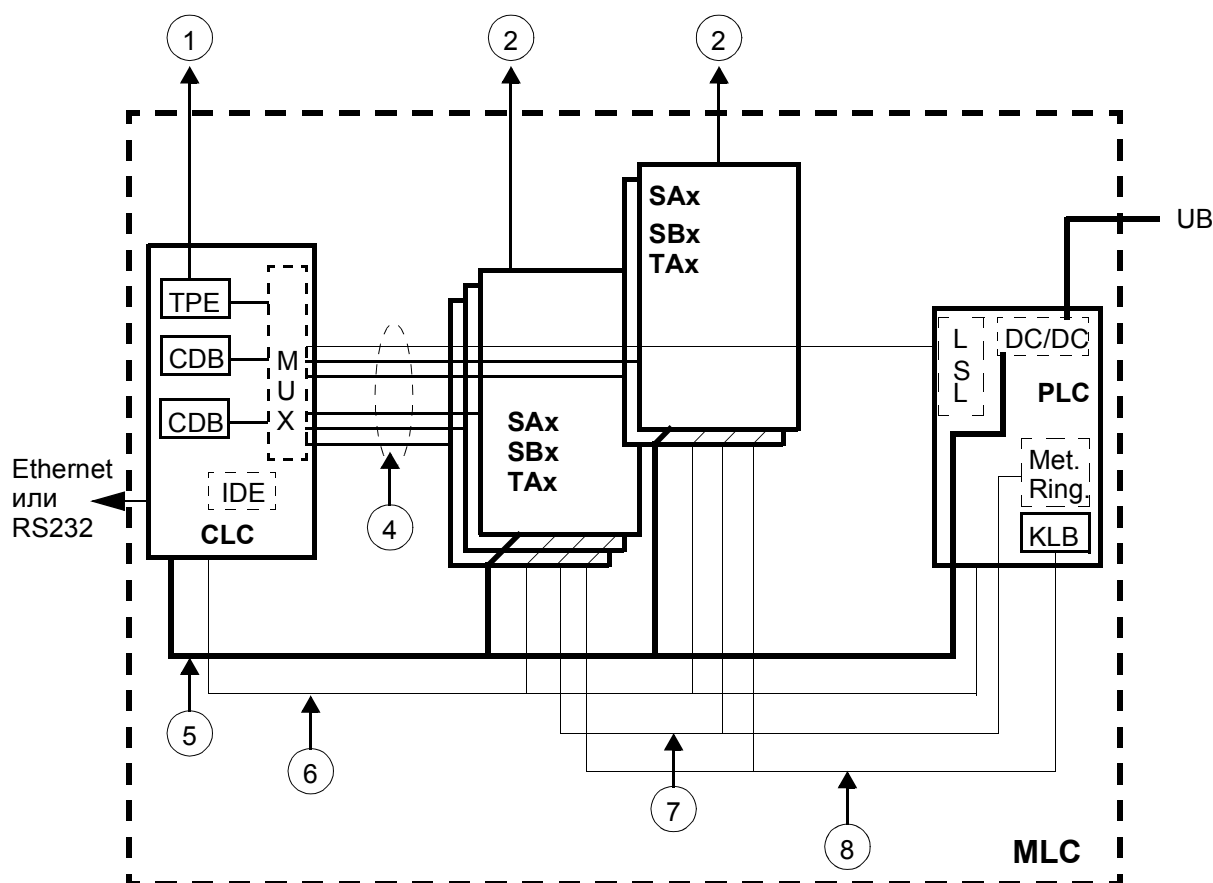 1
2
2
SAx
SBx
TAx
UB
TPE
CDB
CDB
M
U
X
L
S
L
DC/DC
PLC
SAx
SBx
TAx
Met.
Ring.
KLB
Ethernet
или
RS232
IDE
CLC
4
5
6
7
8
MLC